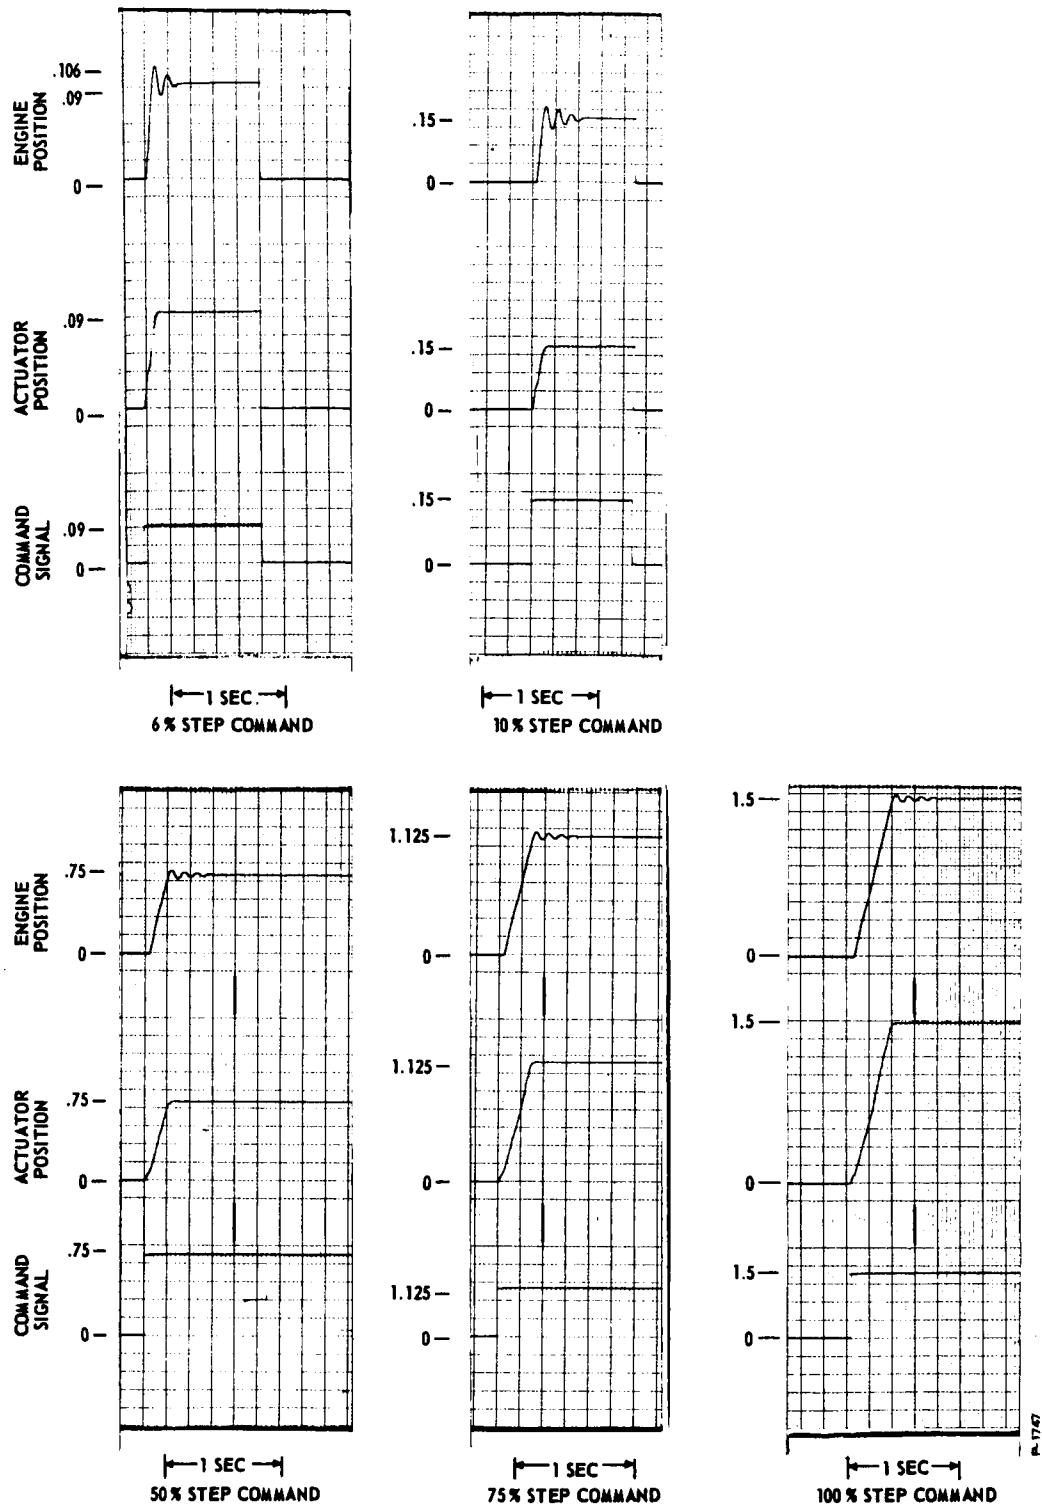 ENGINE
POSITION
.106
.09
0
ACTUATOR
POSITION
.09
0
COMMAND
SIGNAL
.09
0
1 SEC.
6% STEP COMMAND
.15
0
.15
0
.15
0
1 SEC
10% STEP COMMAND
ENGINE
POSITION
.75
0
ACTUATOR
POSITION
.75
0
COMMAND
SIGNAL
.75
0
1 SEC
50% STEP COMMAND
1.125
0
1.125
0
1.125
0
1 SEC
75% STEP COMMAND
1.5
0
1.5
0
1.5
0
1 SEC
100% STEP COMMAND
P-1747